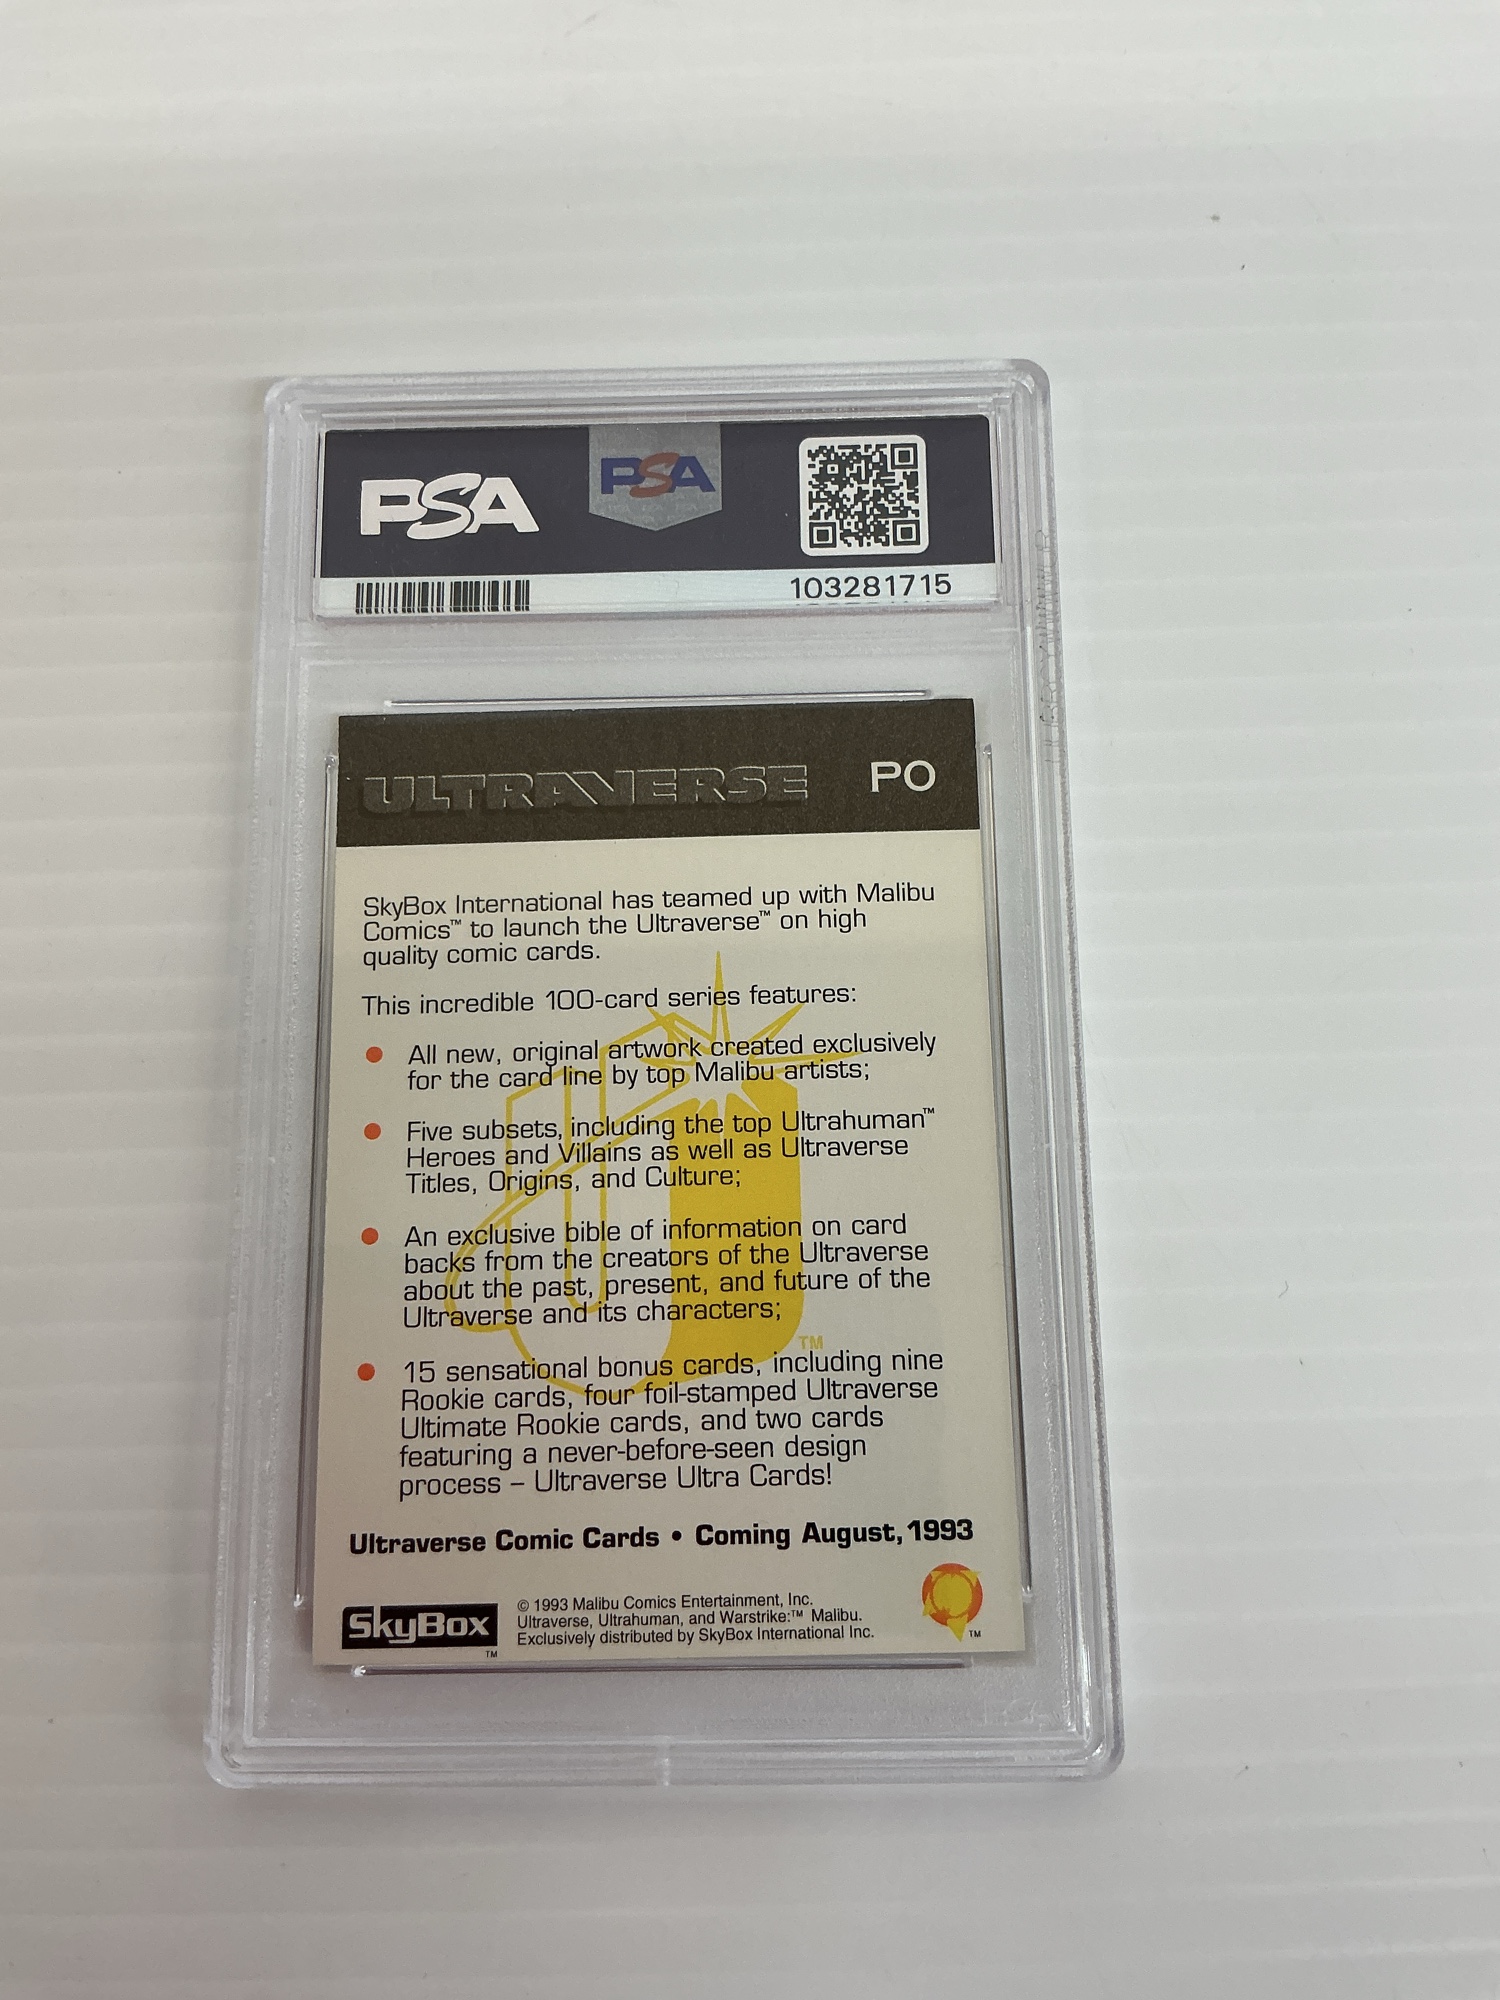 PSA
PSA
103281715
ULTRAVERSE
PO
SkyBox International has teamed up with Malibu
Comics™ to launch the Ultraverse™ on high
quality comic cards.
This incredible 100-card series features:
● All new, original artwork created exclusively
for the card line by top Malibu artists;
● Five subsets, including the top Ultrahuman™
Heroes and Villains as well as Ultraverse
Titles, Origins, and Culture;
● An exclusive bible of information on card
backs from the creators of the Ultraverse
about the past, present, and future of the
Ultraverse and its characters;
TM
● 15 sensational bonus cards, including nine
Rookie cards, four foil-stamped Ultraverse
Ultimate Rookie cards, and two cards
featuring a never-before-seen design
process – Ultraverse Ultra Cards!
Ultraverse Comic Cards • Coming August, 1993
SkyBox
TM
© 1993 Malibu Comics Entertainment, Inc.
Ultraverse, Ultrahuman, and Warstrike:™ Malibu.
Exclusively distributed by SkyBox International Inc.
TM